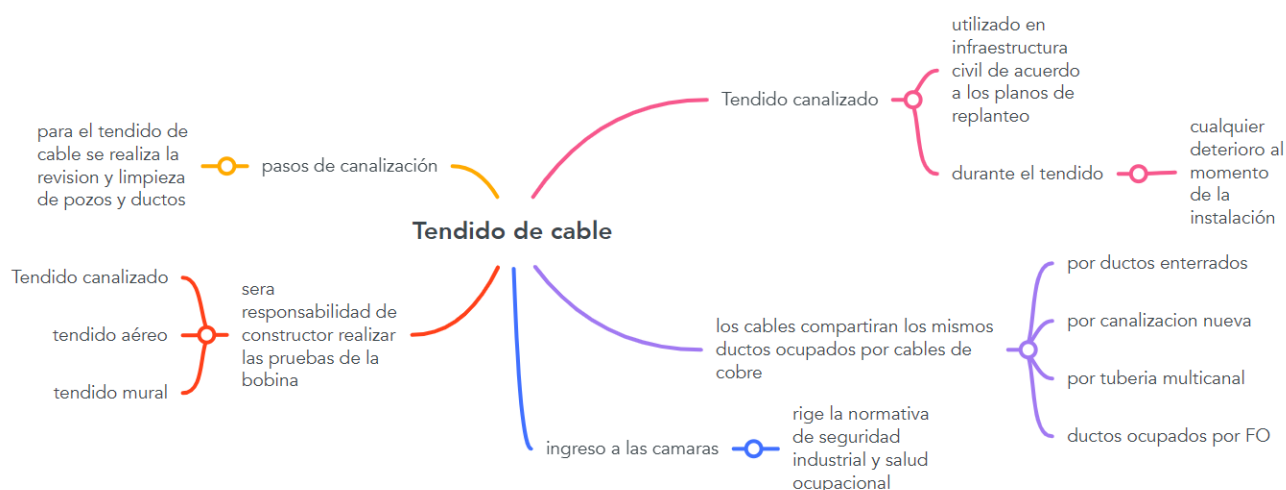 Tendido de cable
Tendido canalizado
utilizado en
infraestructura
civil de acuerdo
a los planos de
replanteo
durante el tendido
cualquier
deterioro al
momento
de la
instalación
los cables compartiran los mismos
ductos ocupados por cables de
cobre
por ductos enterrados
por canalizacion nueva
por tuberia multicanal
ductos ocupados por FO
ingreso a las camaras
rige la normativa
de seguridad
industrial y salud
ocupacional
sera
responsabilidad de
constructor realizar
las pruebas de la
bobina
Tendido canalizado
tendido aéreo
tendido mural
pasos de canalización
para el tendido de
cable se realiza la
revision y limpieza
de pozos y ductos